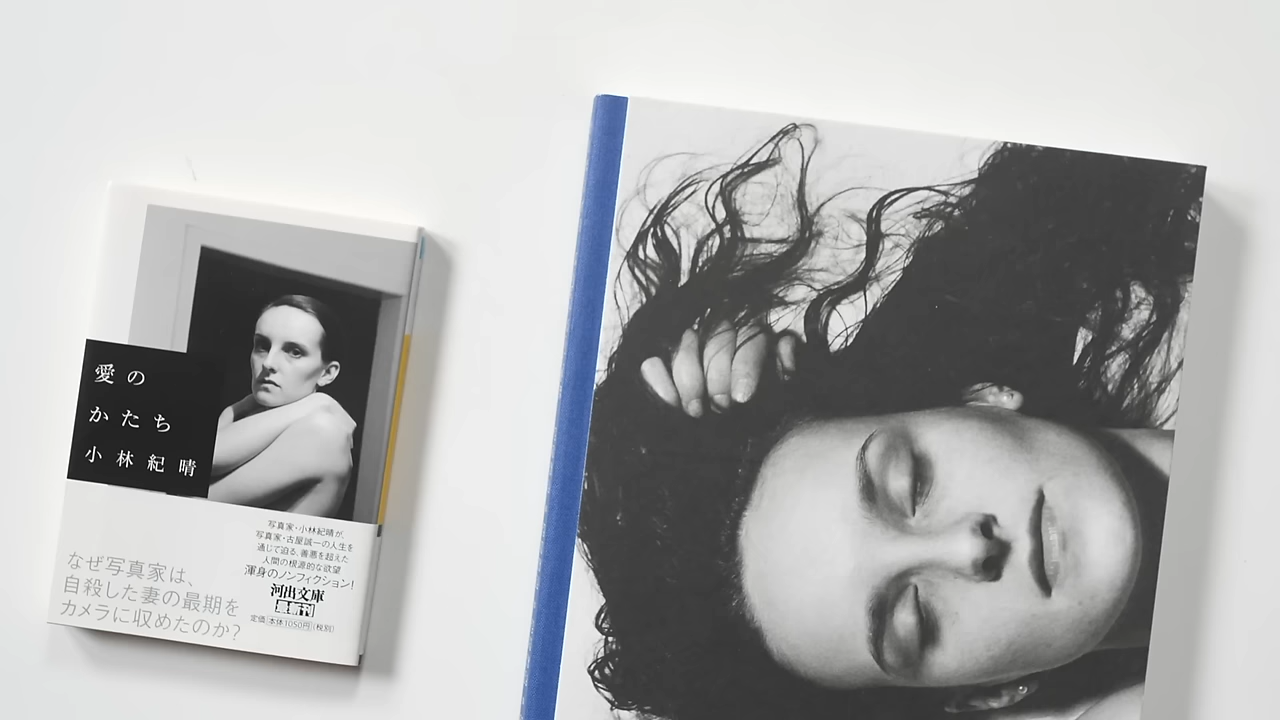 愛の
かたち
小林紀晴
写真家・小林紀晴が、
写真家・古屋誠一の人生を
通じて迫る、善悪を超えた
人間の根源的な欲望
渾身のノンフィクション!
河出文庫
最新刊
定価 本体1050円(税別)
なぜ写真家は、
自殺した妻の最期を
カメラに収めたのか?